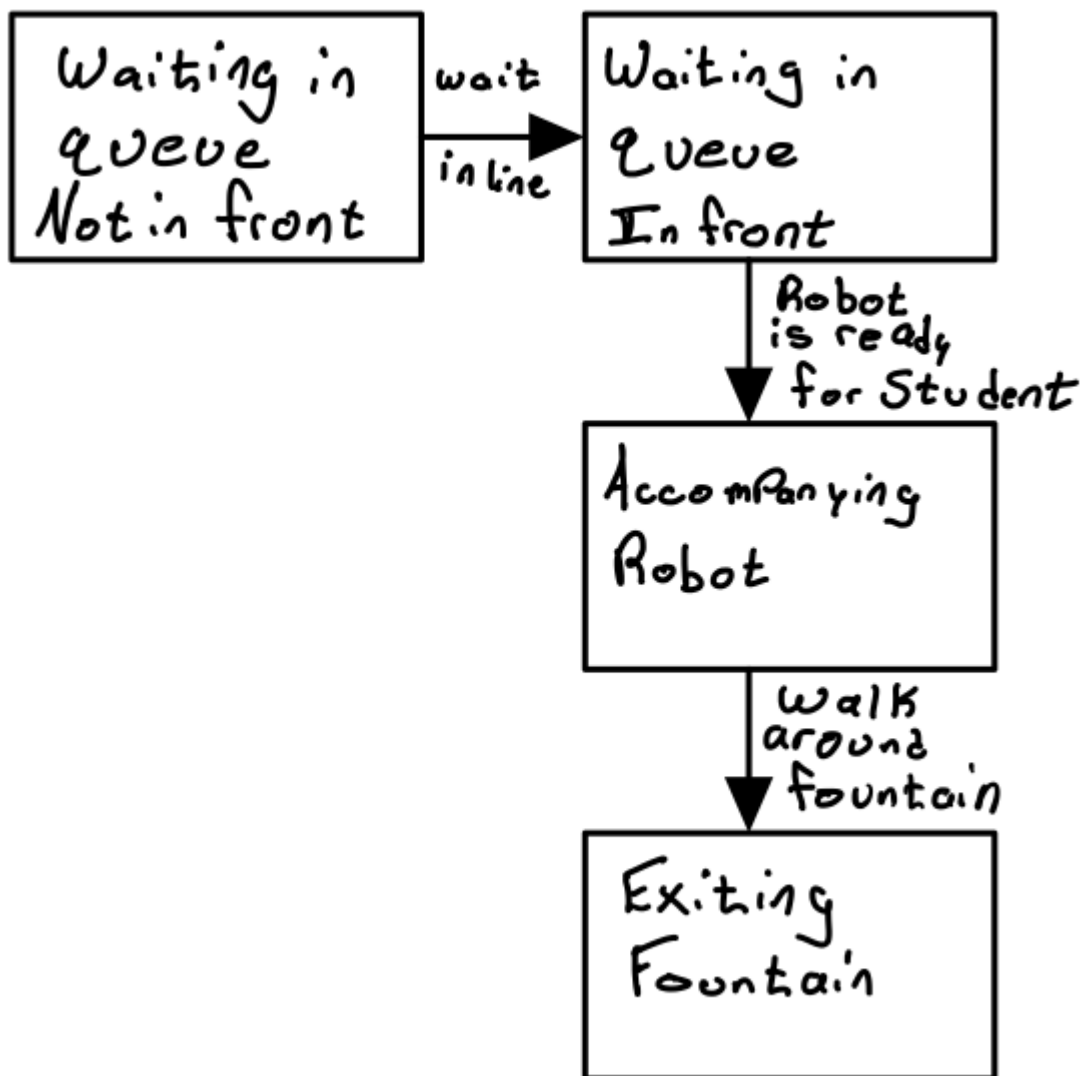 Waiting in
queue
Not in front
wait
in line
Waiting in
queue
In front
Robot
is ready
for Student
Accompanying
Robot
Walk
around
fountain
Exiting
Fountain